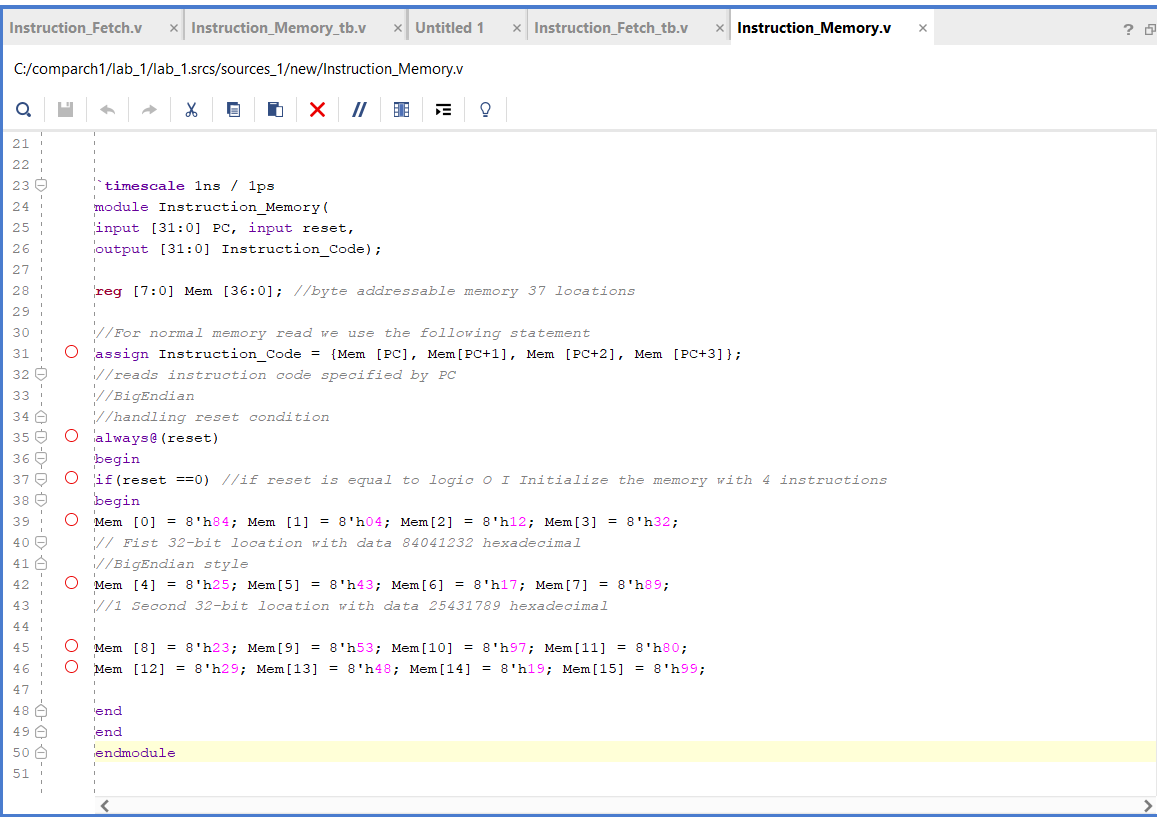 Instruction_Fetch.v × Instruction_Memory_tb.v × Untitled 1 × Instruction_Fetch_tb.v × Instruction_Memory.v × ?
C:/comparch1/lab_1/lab_1.srcs/sources_1/new/Instruction_Memory.v
21
22
23 `timescale 1ns / 1ps
24 module Instruction_Memory(
25 input [31:0] PC, input reset,
26 output [31:0] Instruction_Code);
27
28 reg [7:0] Mem [36:0]; //byte addressable memory 37 locations
29
30 //For normal memory read we use the following statement
31 assign Instruction_Code = {Mem [PC], Mem[PC+1], Mem [PC+2], Mem [PC+3]};
32 //reads instruction code specified by PC
33 //BigEndian
34 //handling reset condition
35 always@(reset)
36 begin
37 if(reset ==0) //if reset is equal to logic O I Initialize the memory with 4 instructions
38 begin
39 Mem [0] = 8'h84; Mem [1] = 8'h04; Mem[2] = 8'h12; Mem[3] = 8'h32;
40 // Fist 32-bit location with data 84041232 hexadecimal
41 //BigEndian style
42 Mem [4] = 8'h25; Mem[5] = 8'h43; Mem[6] = 8'h17; Mem[7] = 8'h89;
43 //1 Second 32-bit location with data 25431789 hexadecimal
44
45 Mem [8] = 8'h23; Mem[9] = 8'h53; Mem[10] = 8'h97; Mem[11] = 8'h80;
46 Mem [12] = 8'h29; Mem[13] = 8'h48; Mem[14] = 8'h19; Mem[15] = 8'h99;
47
48 end
49 end
50 endmodule
51